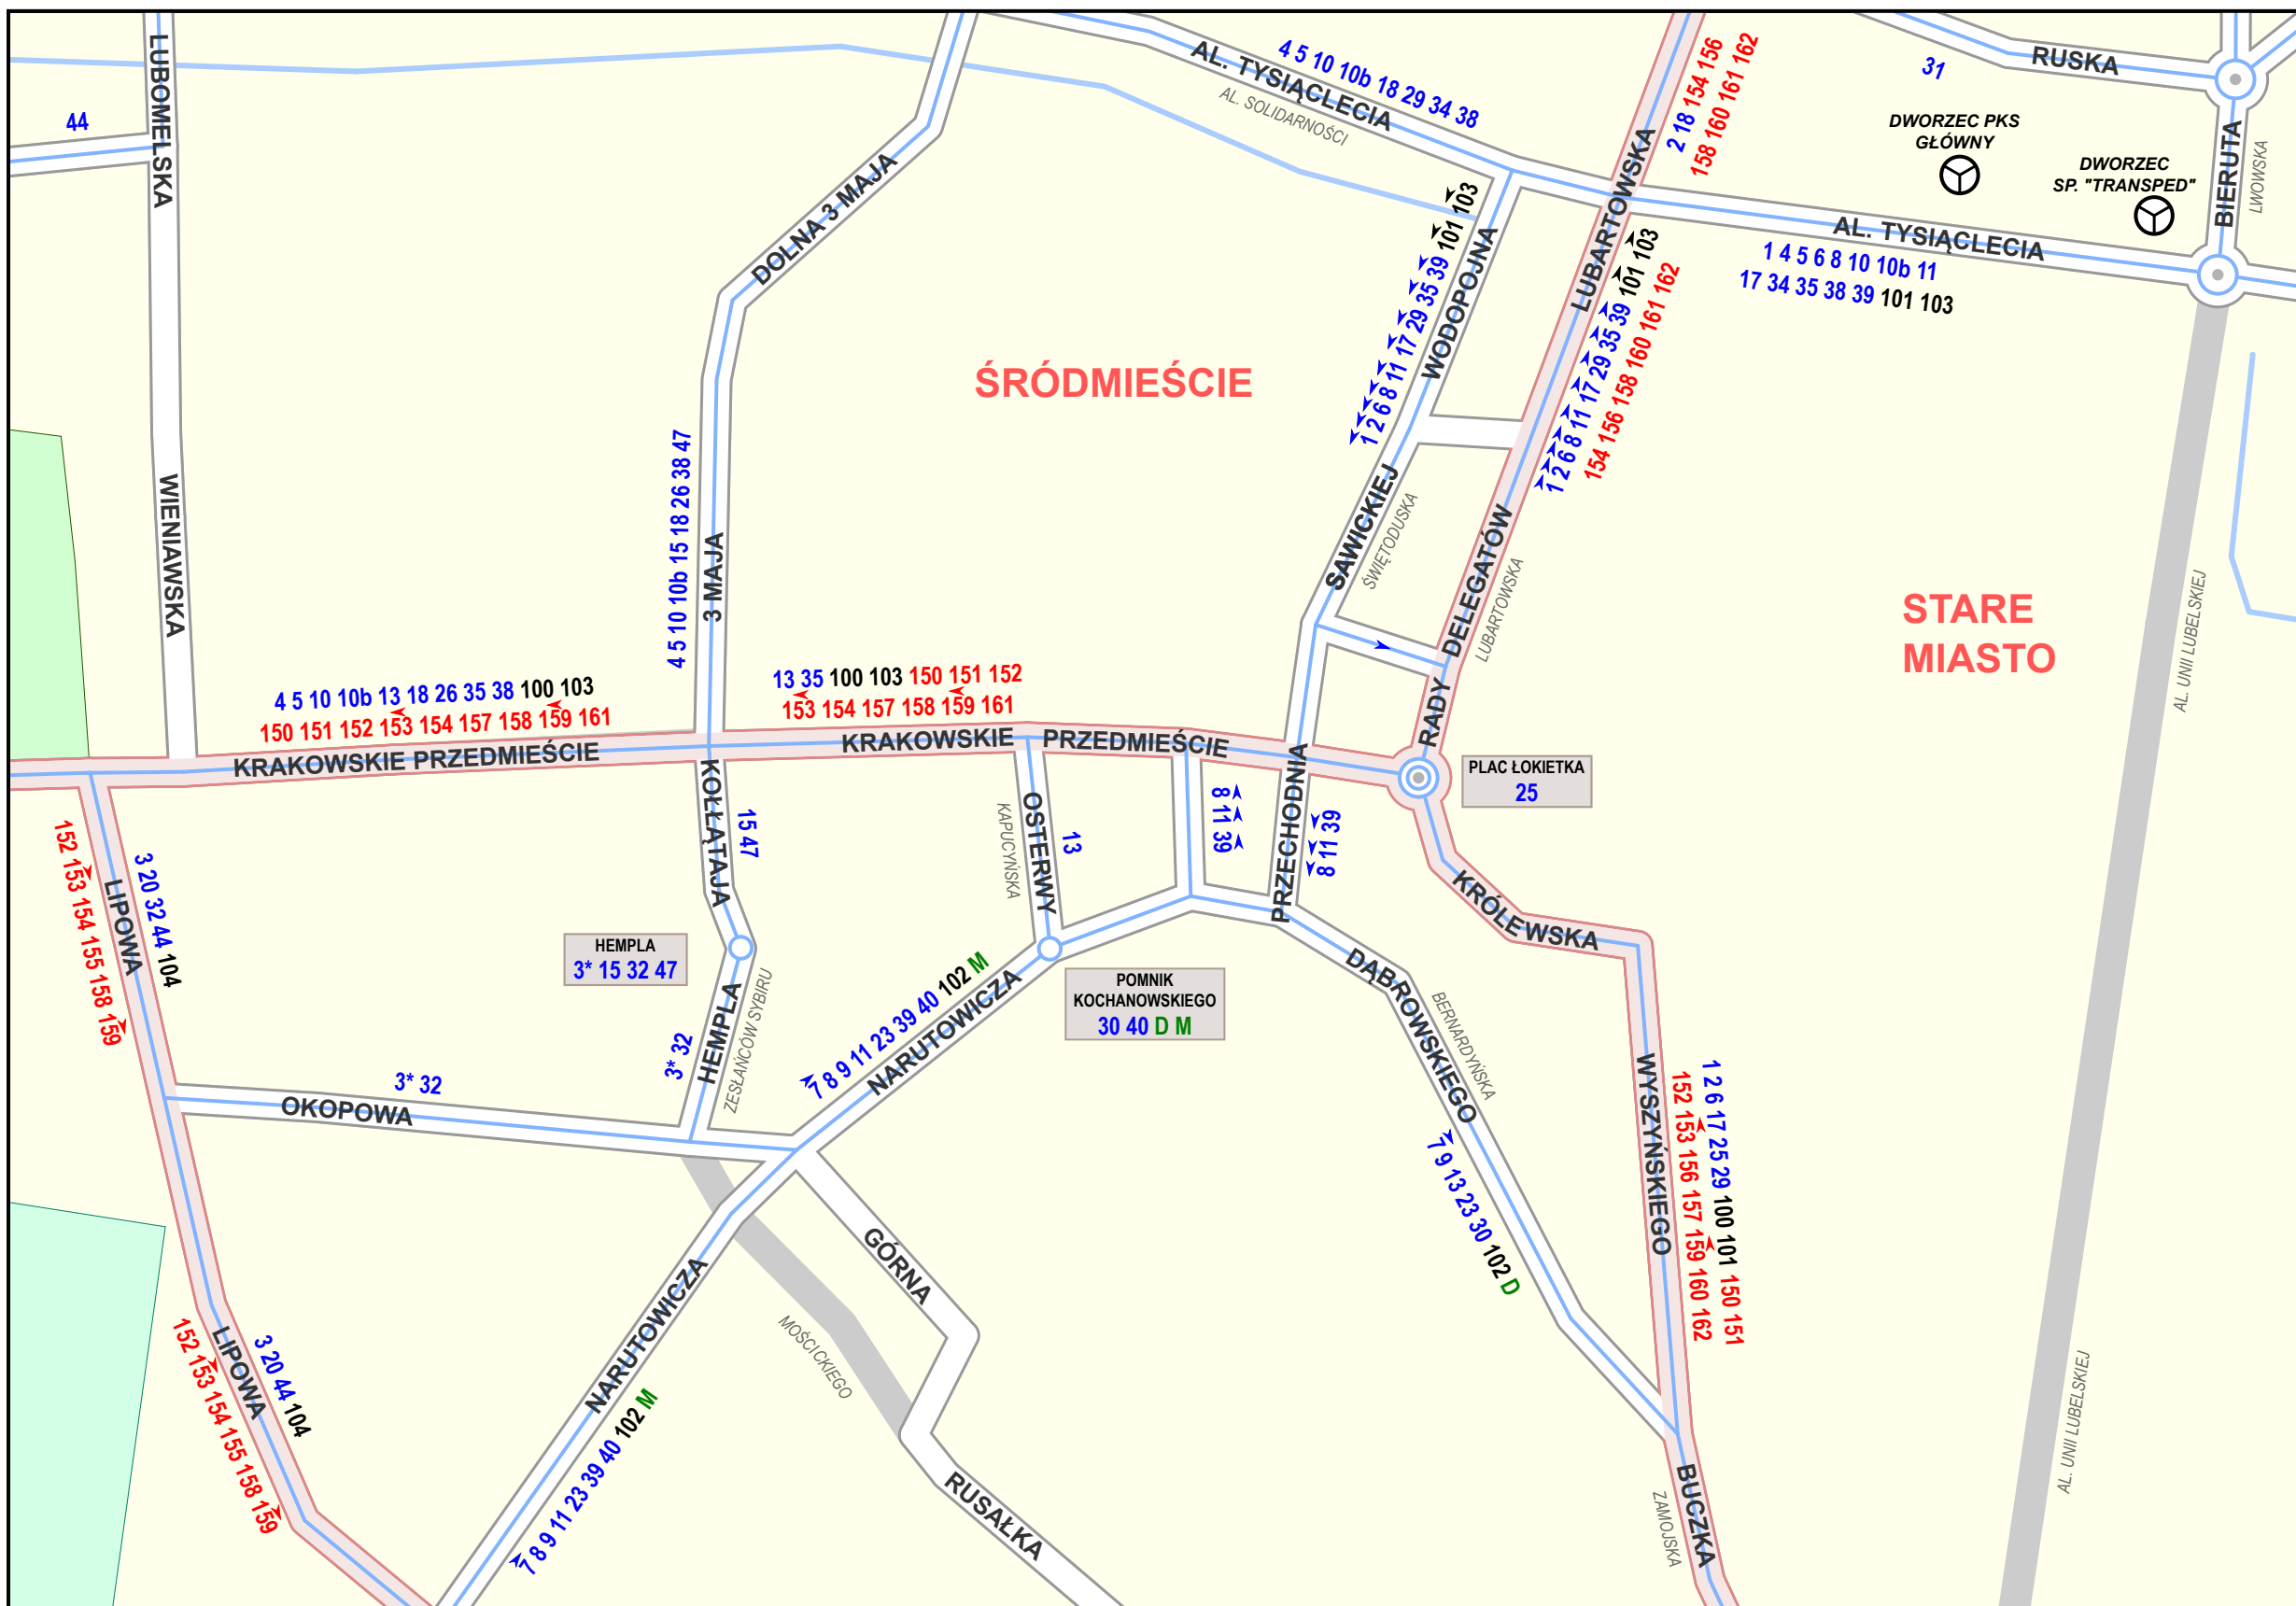 LUBOMELSKA
44
AL. TYSIĄCLECIA
4 5 10 10b 18 29 34 38
AL. SOLIDARNOŚCI
2 18 154 156
158 160 161 162
31
RUSKA
DWORZEC PKS
GŁÓWNY
DWORZEC
SP. "TRANSPED"
BIERUTA
LWOWSKA
DOLNA 3 MAJA
1 2 6 8 11 17 29 35 39 101 103
WODOPOJNA
LUBARTOWSKA
1 2 6 8 11 17 29 35 39 101 103
154 156 158 160 161 162
AL. TYSIĄCLECIA
1 4 5 6 8 10 10b 11
17 34 35 38 39 101 103
ŚRÓDMIEŚCIE
WIENIAWSKA
4 5 10 10b 15 18 26 38 47
3 MAJA
SAWICKIEJ
ŚWIĘTODUSKA
RADY DELEGATÓW
LUBARTOWSKA
STARE
MIASTO
AL. UNII LUBELSKIEJ
4 5 10 10b 13 18 26 35 38 100 103
150 151 152 153 154 157 158 159 161
KRAKOWSKIE PRZEDMIEŚCIE
13 35 100 103 150 151 152
153 154 157 158 159 161
KRAKOWSKIE PRZEDMIEŚCIE
PLAC ŁOKIETKA
25
152 153 154 155 158 159
LIPOWA
3 20 32 44 104
KOŁŁĄTAJA
15 47
KAPUCYŃSKA
OSTERWY
13
8 11 39
PRZECHODNIA
8 11 39
KRÓLEWSKA
HEMPLA
3* 15 32 47
3* 32
HEMPLA
ZESŁAŃCÓW SYBIRU
7 8 9 11 23 39 40 102 M
NARUTOWICZA
POMNIK
KOCHANOWSKIEGO
30 40 D M
DĄBROWSKIEGO
BERNARDYŃSKA
7 9 13 23 30 102 D
WYSZYŃSKIEGO
1 2 6 17 25 29 100 101 150 151
152 153 156 157 159 160 162
3* 32
OKOPOWA
GÓRNA
MOŚCICKIEGO
152 153 154 155 158 159
LIPOWA
3 20 44 104
NARUTOWICZA
7 8 9 11 23 39 40 102 M
RUSAŁKA
ZAMOJSKA
BUCZKA
AL. UNII LUBELSKIEJ